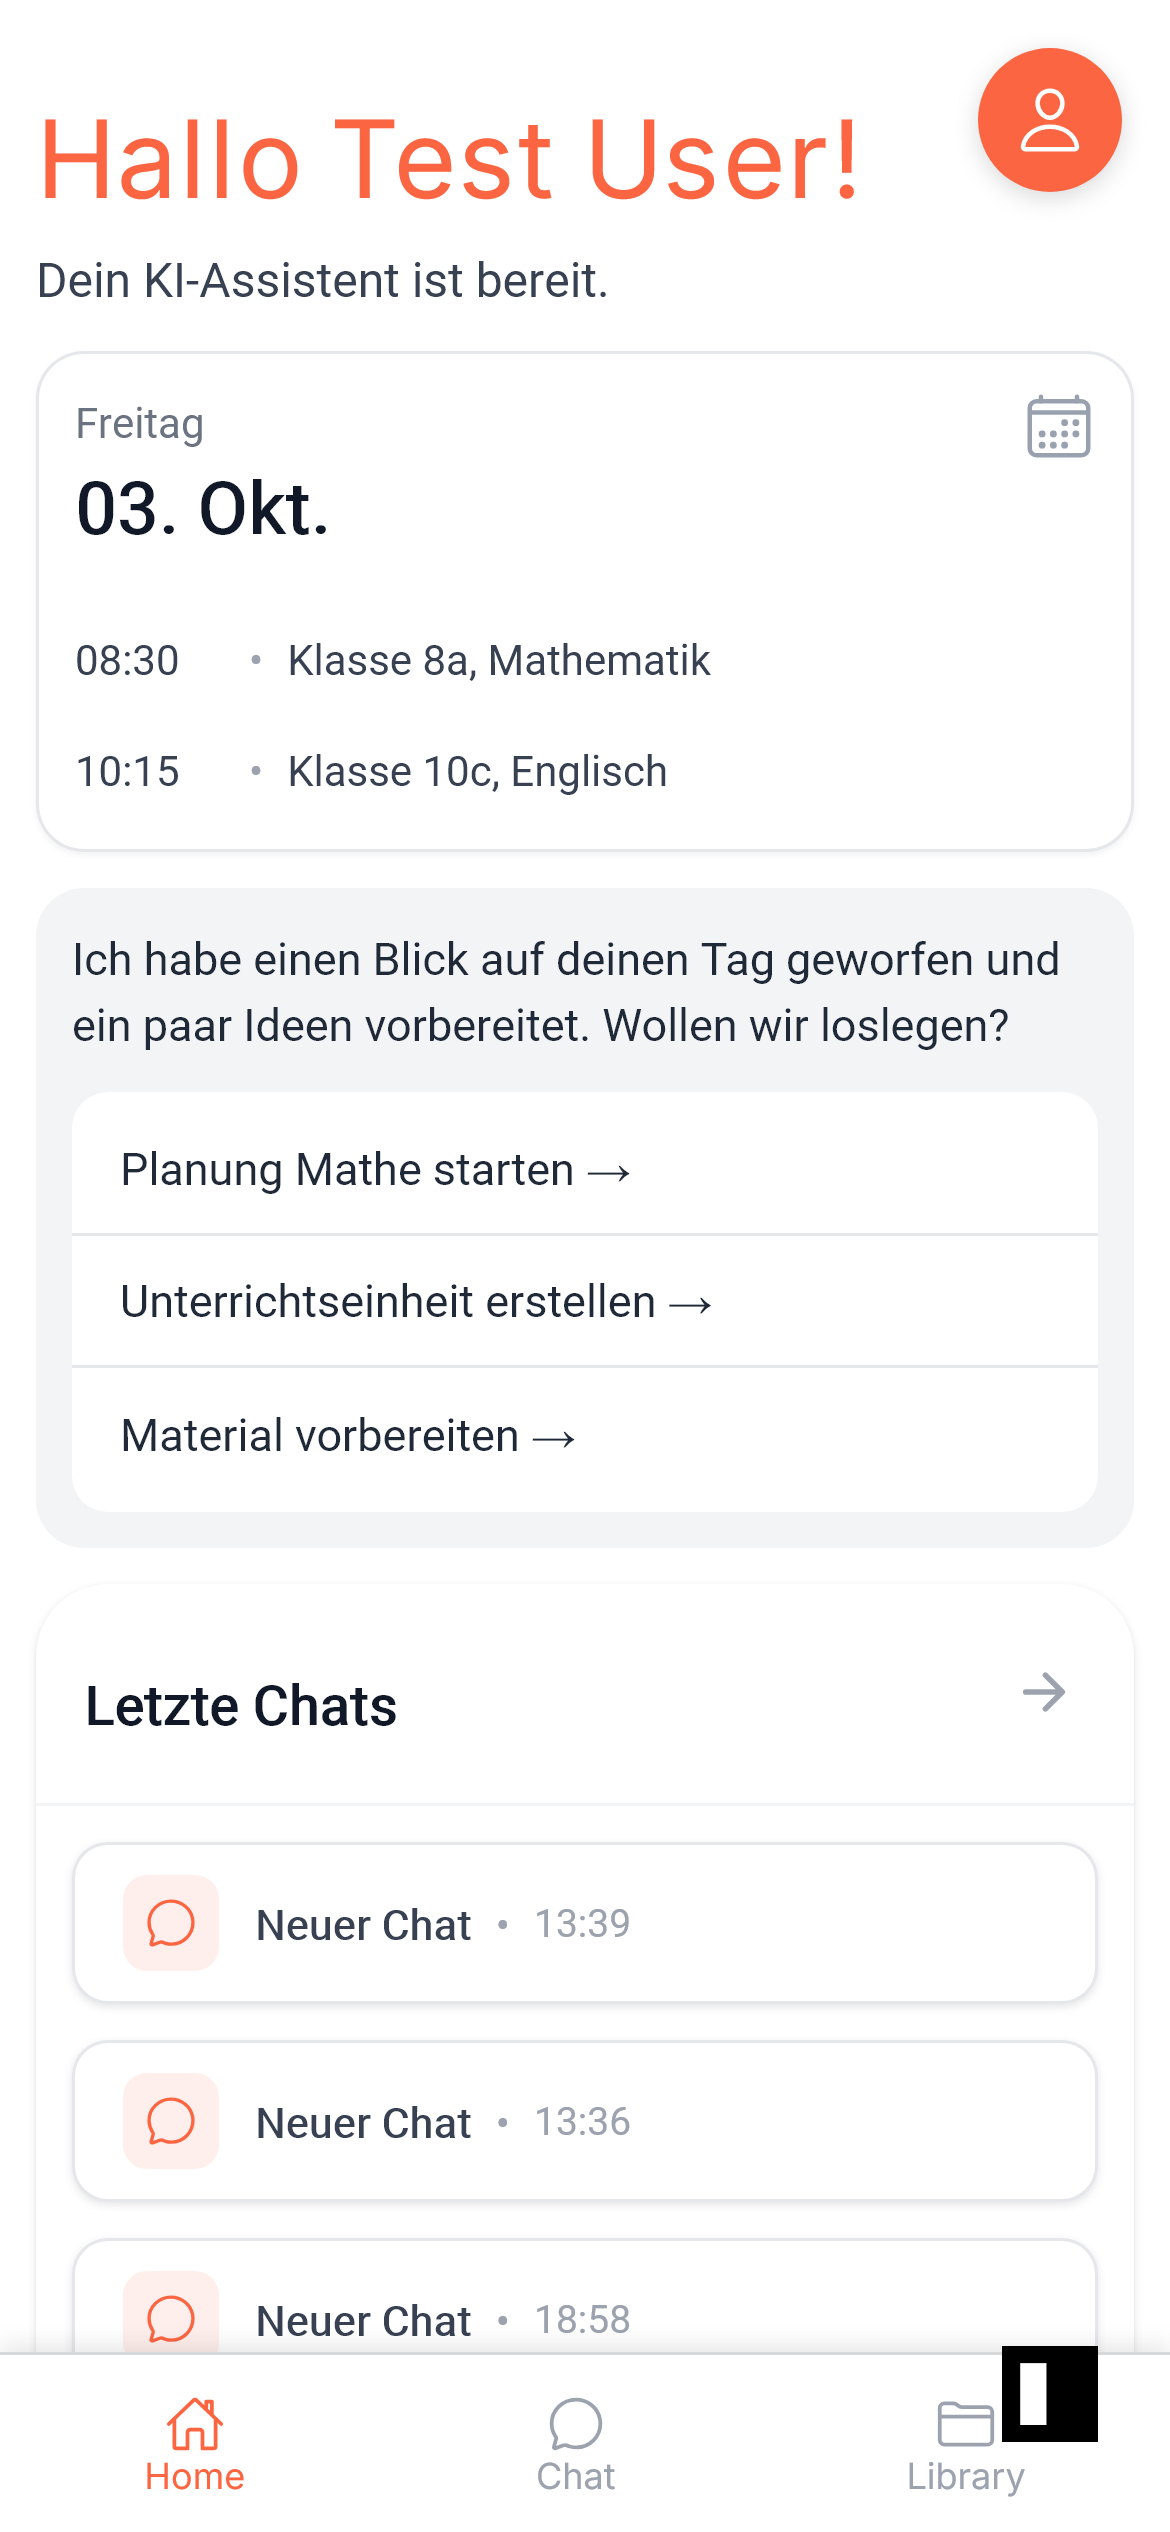 Hallo Test User!
Dein KI-Assistent ist bereit.
Freitag
03. Okt.
08:30 • Klasse 8a, Mathematik
10:15 • Klasse 10c, Englisch
Ich habe einen Blick auf deinen Tag geworfen und
ein paar Ideen vorbereitet. Wollen wir loslegen?
Planung Mathe starten →
Unterrichtseinheit erstellen →
Material vorbereiten →
Letzte Chats
Neuer Chat • 13:39
Neuer Chat • 13:36
Neuer Chat • 18:58
Home Chat Library